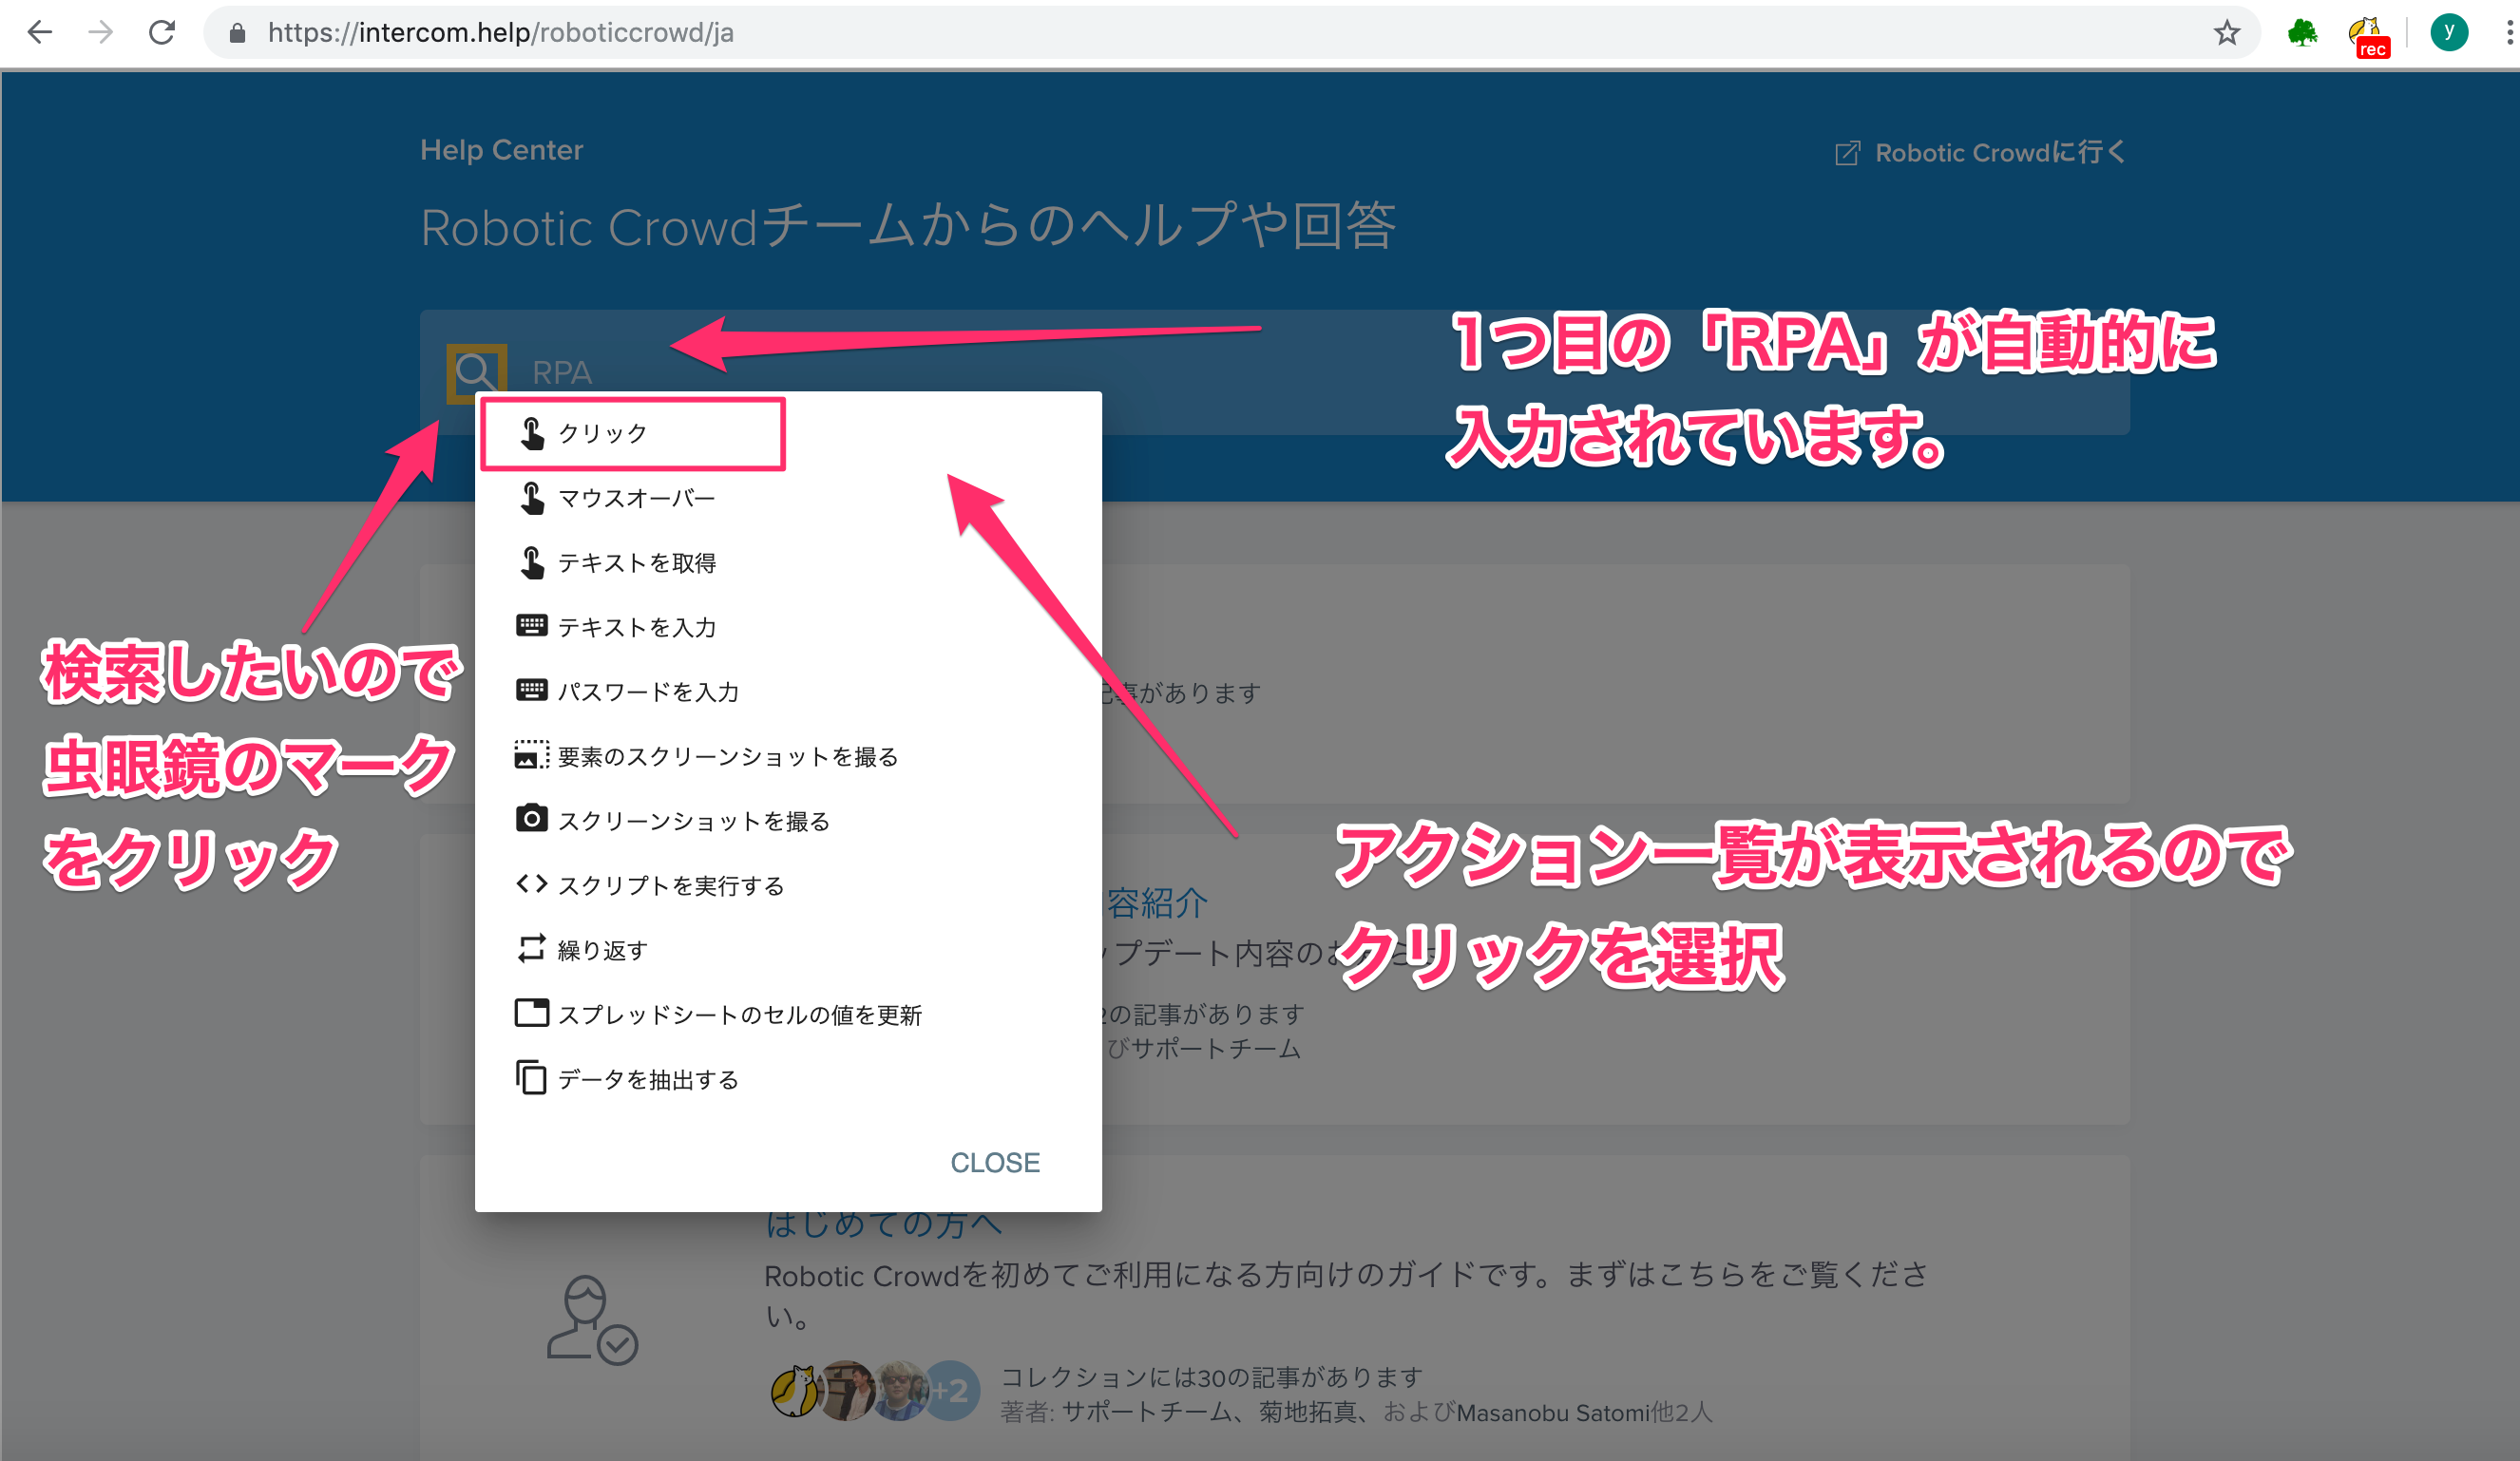 https://intercom.help/roboticcrowd/ja
rec
y
Help Center
Robotic Crowdに行く
Robotic Crowdチームからのヘルプや回答
RPA
1つ目の「RPA」が自動的に
入力されています。
クリック
マウスオーバー
テキストを取得
テキストを入力
パスワードを入力
要素のスクリーンショットを撮る
スクリーンショットを撮る
スクリプトを実行する
繰り返す
スプレッドシートのセルの値を更新
データを抽出する
CLOSE
検索したいので
虫眼鏡のマーク
をクリック
記事があります
アクション一覧が表示されるので
クリックを選択
容紹介
ップデート内容のお
2の記事があります
びサポートチーム
はじめての方へ
Robotic Crowdを初めてご利用になる方向けのガイドです。まずはこちらをご覧くださ
い。
+2
コレクションには30の記事があります
著者: サポートチーム、菊地拓真、およびMasanobu Satomi他2人